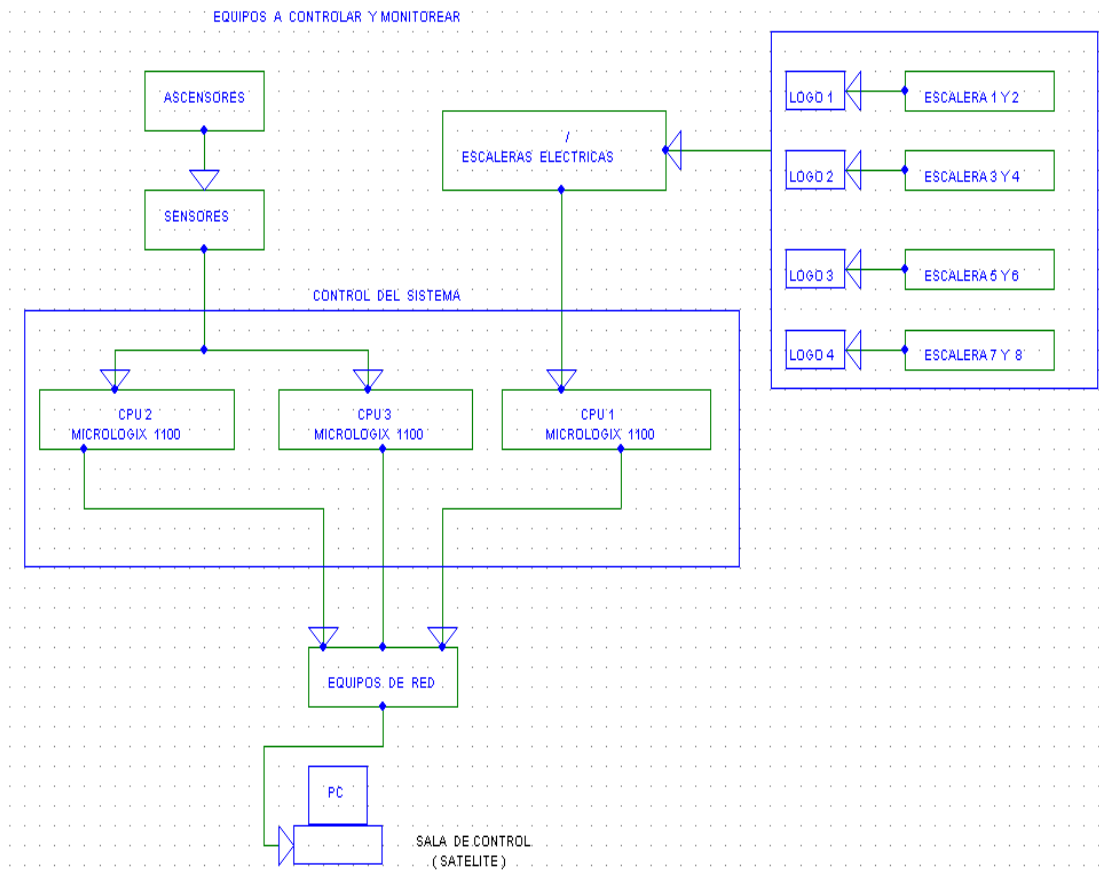 EQUIPOS A CONTROLAR Y MONITOREAR
ASCENSORES
SENSORES
/
ESCALERAS ELECTRICAS
LOGO 1
ESCALERA 1 Y 2
LOGO 2
ESCALERA 3 Y 4
LOGO 3
ESCALERA 5 Y 6
LOGO 4
ESCALERA 7 Y 8
CONTROL DEL SISTEMA
CPU 2
MICROLOGIX 1100
CPU 3
MICROLOGIX 1100
CPU 1
MICROLOGIX 1100
EQUIPOS DE RED
PC
SALA DE CONTROL
( SATELITE )